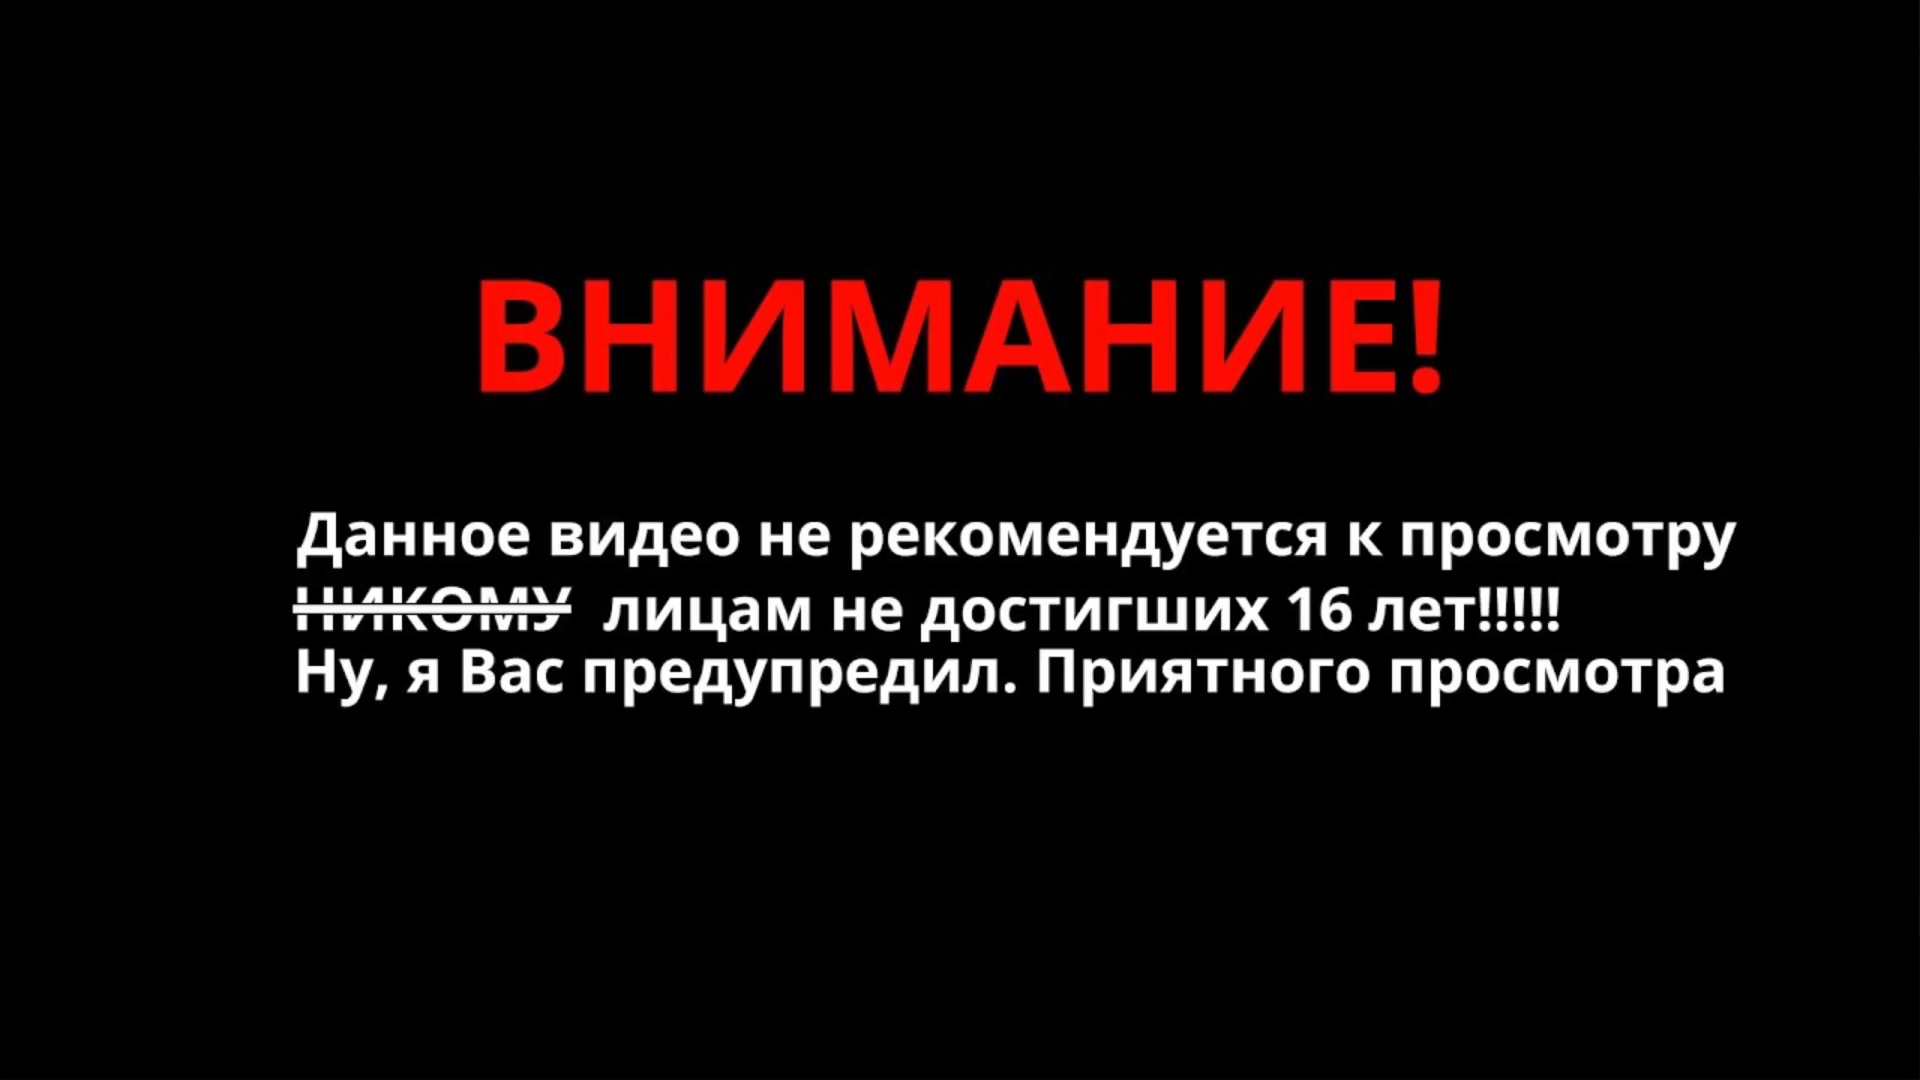 ВНИМАНИЕ!
Данное видео не рекомендуется к просмотру
НИКОМУ лицам не достигших 16 лет!!!!!
Ну, я Вас предупредил. Приятного просмотра